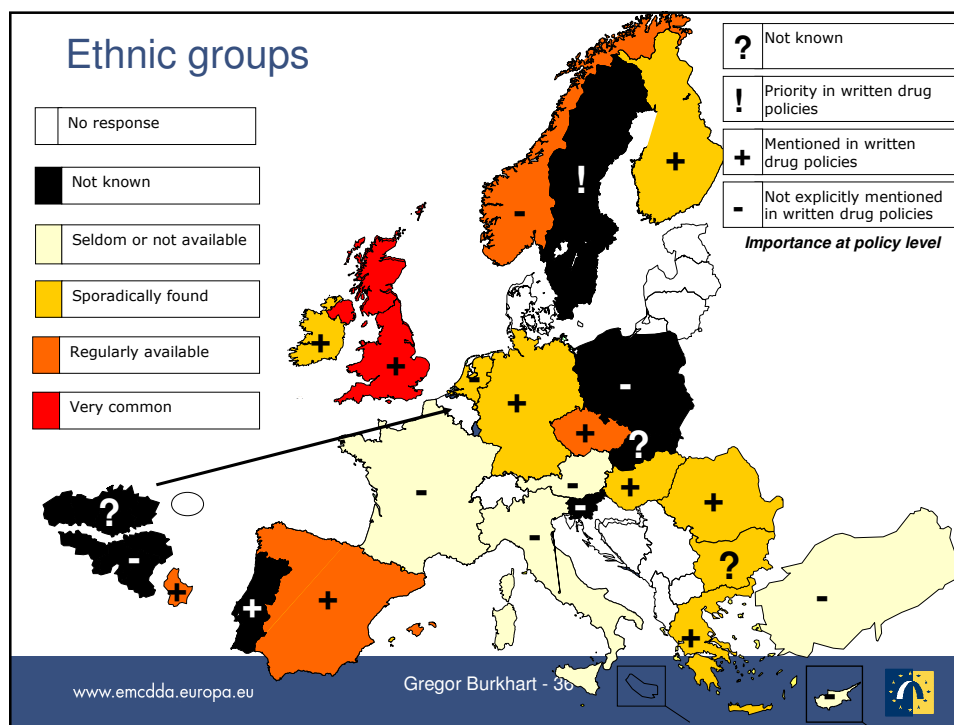 Ethnic groups
No response
Not known
Seldom or not available
Sporadically found
Regularly available
Very common
? Not known
! Priority in written drug
policies
+ Mentioned in written
drug policies
- Not explicitly mentioned
in written drug policies
Importance at policy level
!
+
-
+
+
-
+
-
+
?
-
-
+
+
-
-
?
?
-
+
+
+
-
+
-
www.emcdda.europa.eu
Gregor Burkhart - 36